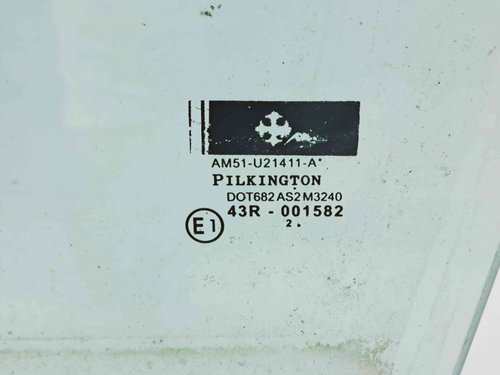 AM51-U21411-A
PILKINGTON
DOT682 AS2 M3240
43R - 001582
E1
2.